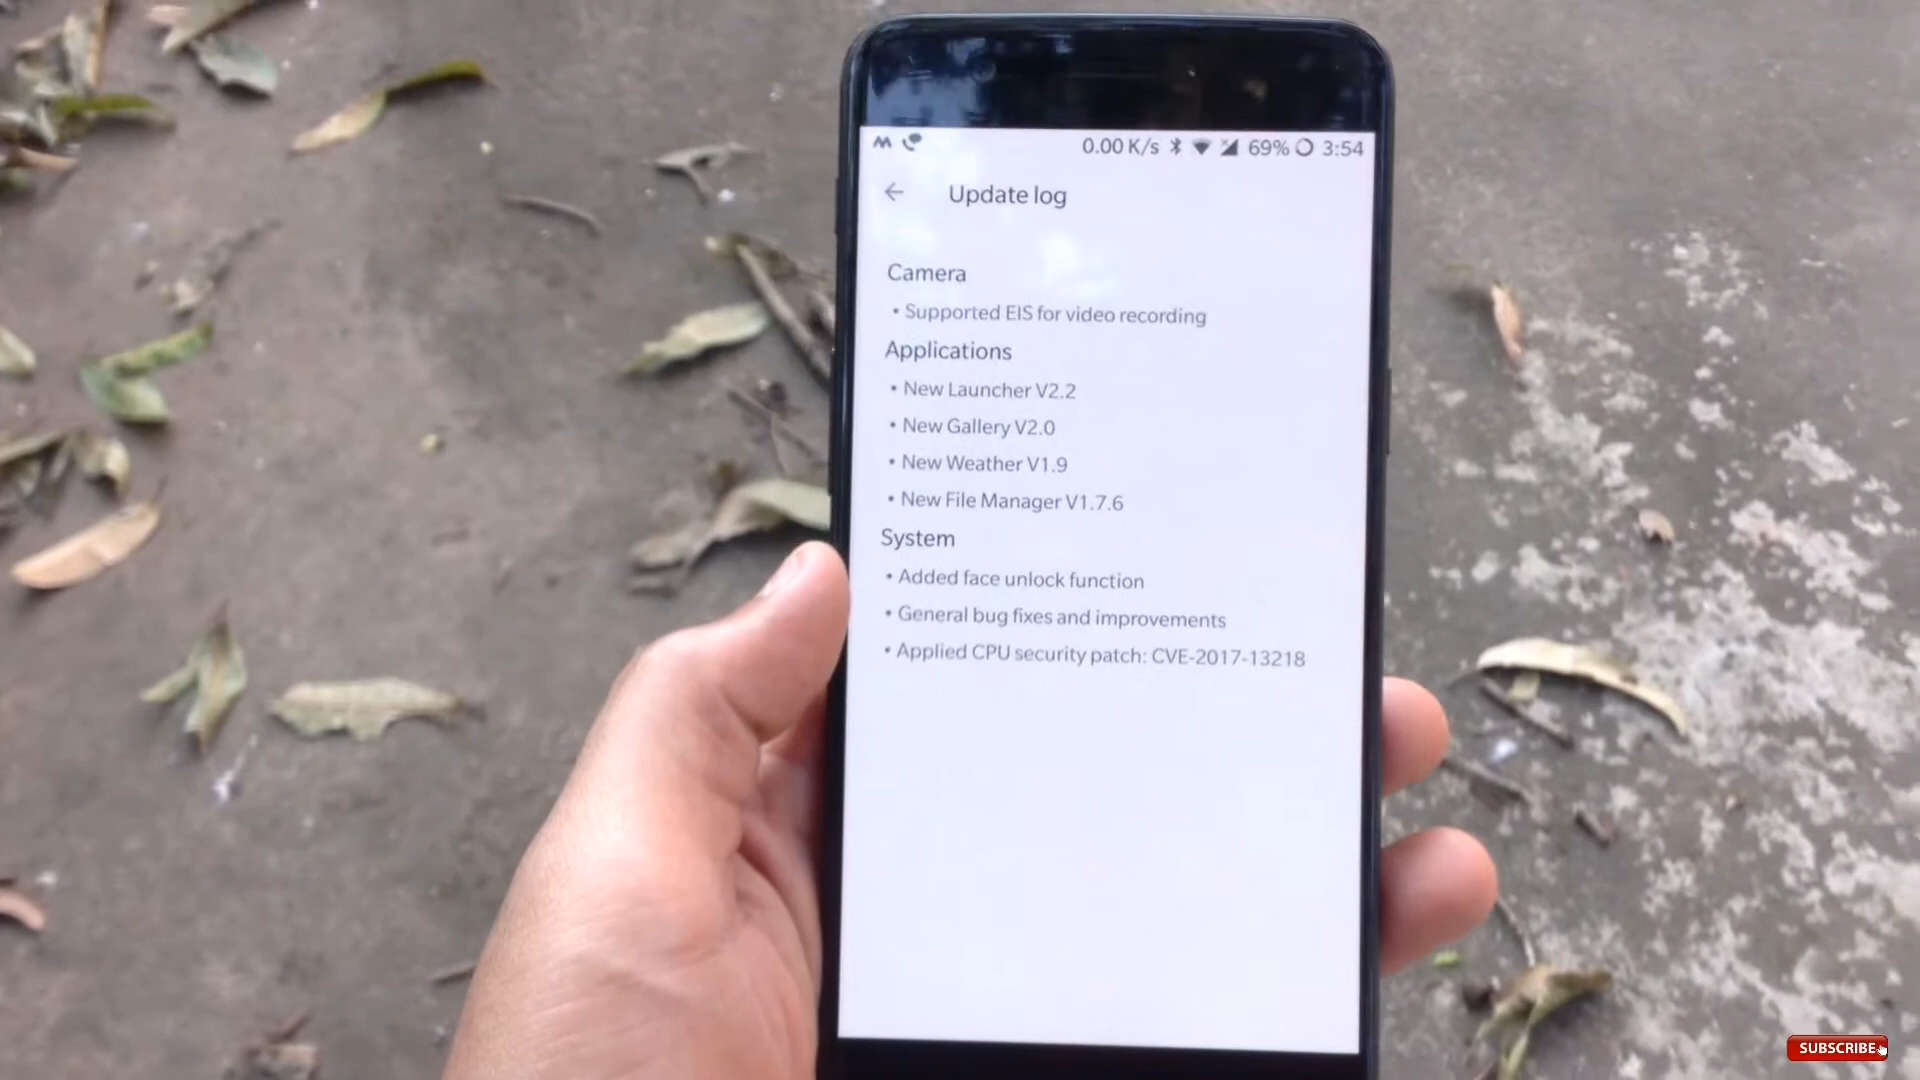 0.00 K/s 69% 3:54
Update log
Camera
• Supported EIS for video recording
Applications
• New Launcher V2.2
• New Gallery V2.0
• New Weather V1.9
• New File Manager V1.7.6
System
• Added face unlock function
• General bug fixes and improvements
• Applied CPU security patch: CVE-2017-13218
SUBSCRIBE